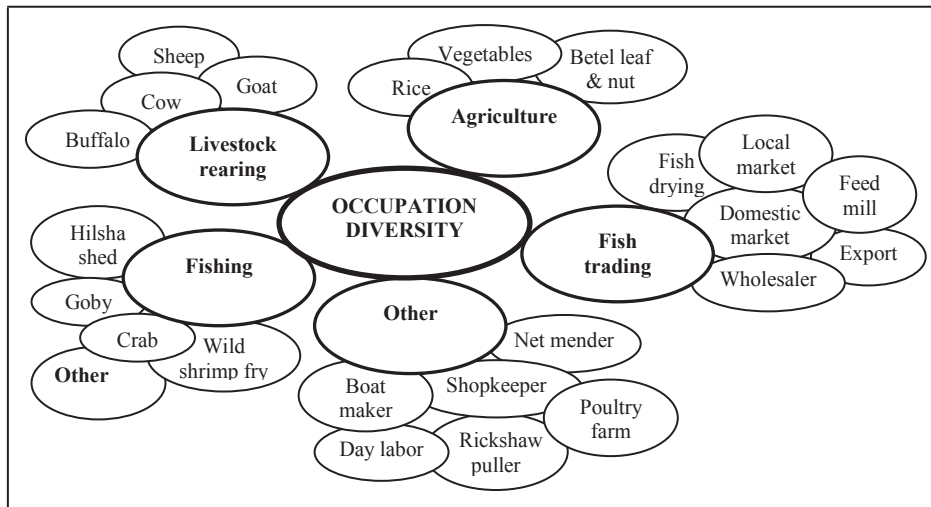 Sheep
Goat
Cow
Buffalo
Livestock
rearing
Vegetables
Rice
Betel leaf
& nut
Agriculture
OCCUPATION
DIVERSITY
Local
market
Fish
drying
Feed
mill
Domestic
market
Export
Wholesaler
Fish
trading
Hilsha
shed
Fishing
Goby
Crab
Wild
shrimp fry
Other
Other
Net mender
Boat
maker
Shopkeeper
Poultry
farm
Day labor
Rickshaw
puller